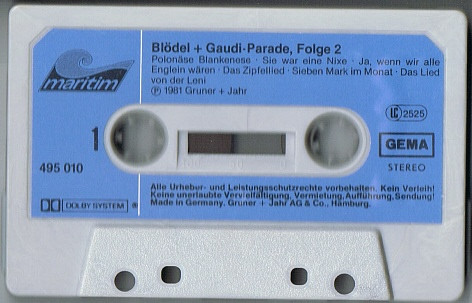 Blödel + Gaudi-Parade, Folge 2
Polonäse Blankenese · Sie war eine Nixe · Ja, wenn wir alle
Englein wären · Das Zipfellied · Sieben Mark im Monat · Das Lied
von der Leni
℗ 1981 Gruner + Jahr
maritim
LC 2525
1
GEMA
495 010
STEREO
DOLBY SYSTEM ®
Alle Urheber- und Leistungsschutzrechte vorbehalten. Kein Verleih!
Keine unerlaubte Vervielfältigung, Vermietung, Aufführung, Sendung!
Made in Germany. Gruner + Jahr AG & Co., Hamburg.